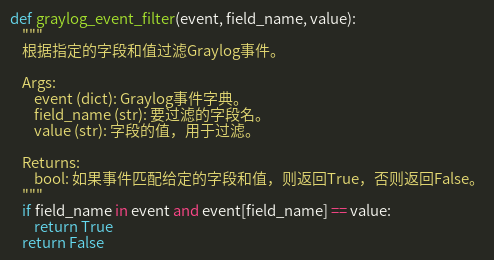 def graylog_event_filter(event, field_name, value):
"""
根据指定的字段和值过滤Graylog事件。
Args:
event (dict): Graylog事件字典。
field_name (str): 要过滤的字段名。
value (str): 字段的值，用于过滤。
Returns:
bool: 如果事件匹配给定的字段和值，则返回True，否则返回False。
"""
if field_name in event and event[field_name] == value:
return True
return False